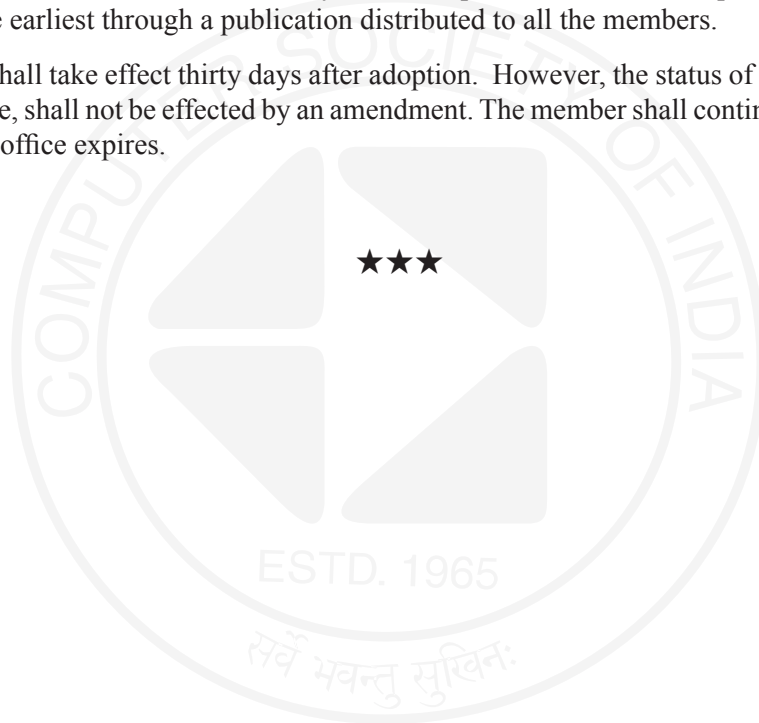 e earliest through a publication distributed to all the members.
hall take effect thirty days after adoption. However, the status of
e, shall not be effected by an amendment. The member shall contin
office expires.
★★★
COMPUTER SOCIETY OF INDIA
ESTD. 1965
सर्वे भवन्तु सुखिनः